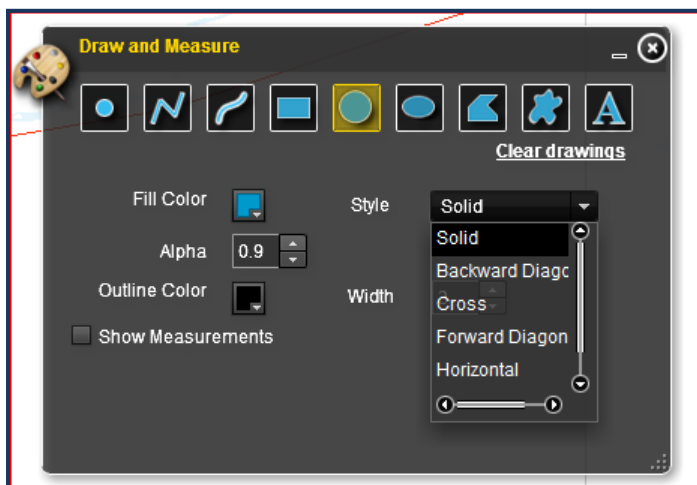 Draw and Measure
A
Clear drawings
Fill Color
Style
Solid
Alpha
0.9
Solid
Backward Diago
Outline Color
Width
Cross
Show Measurements
Forward Diagon
Horizontal